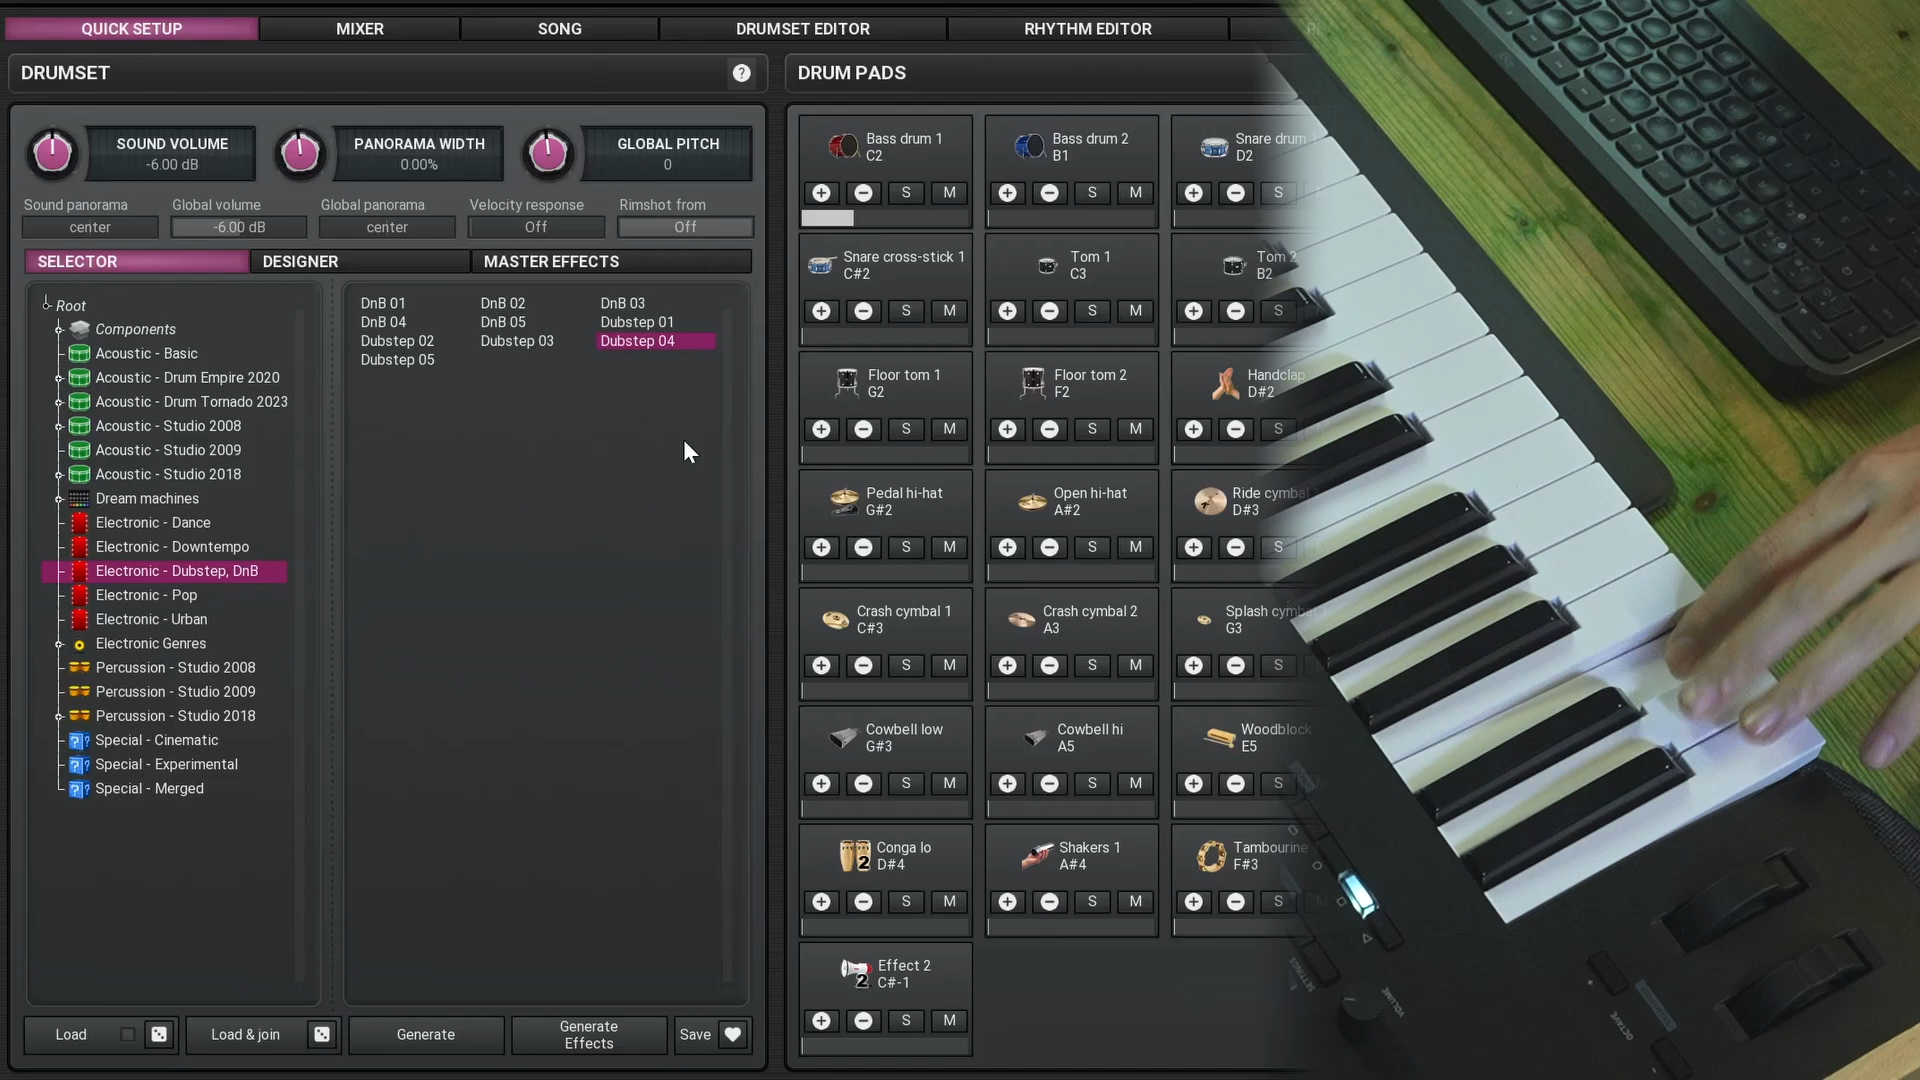 QUICK SETUP
MIXER
SONG
DRUMSET EDITOR
RHYTHM EDITOR
DRUMSET
?
DRUM PADS
SOUND VOLUME
-6.00 dB
PANORAMA WIDTH
0.00%
GLOBAL PITCH
0
Sound panorama
center
Global volume
-6.00 dB
Global panorama
center
Velocity response
Off
Rimshot from
Off
SELECTOR
DESIGNER
MASTER EFFECTS
Root
Components
Acoustic - Basic
Acoustic - Drum Empire 2020
Acoustic - Drum Tornado 2023
Acoustic - Studio 2008
Acoustic - Studio 2009
Acoustic - Studio 2018
Dream machines
Electronic - Dance
Electronic - Downtempo
Electronic - Dubstep, DnB
Electronic - Pop
Electronic - Urban
Electronic Genres
Percussion - Studio 2008
Percussion - Studio 2009
Percussion - Studio 2018
Special - Cinematic
Special - Experimental
Special - Merged
DnB 01
DnB 02
DnB 03
DnB 04
DnB 05
Dubstep 01
Dubstep 02
Dubstep 03
Dubstep 04
Dubstep 05
Load
Load & join
Generate
Generate
Effects
Save
Bass drum 1
C2
S M
Bass drum 2
B1
S M
Snare drum 1
D2
S
Snare cross-stick 1
C#2
S M
Tom 1
C3
S M
Tom 2
B2
S
Floor tom 1
G2
S M
Floor tom 2
F2
S M
Handclap
D#2
S
Pedal hi-hat
G#2
S M
Open hi-hat
A#2
S M
Ride cymbal
D#3
S
Crash cymbal 1
C#3
S M
Crash cymbal 2
A3
S M
Splash cymbal
G3
S
Cowbell low
G#3
S M
Cowbell hi
A5
S M
Woodblock
E5
S
Conga lo
D#4
2
S M
Shakers 1
A#4
S M
Tambourine
F#3
S
Effect 2
C#-1
2
S M
SETTINGS
VOLUME
OCTAVE